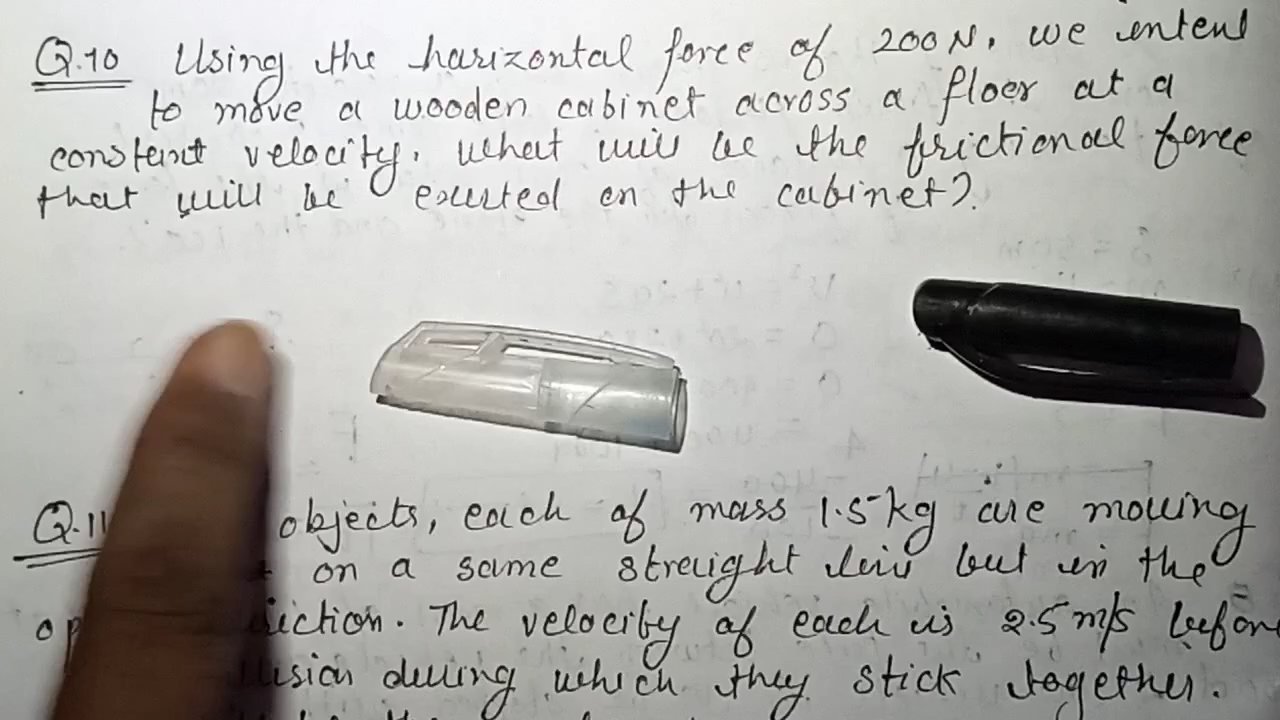 Q.10 Using the horizontal force of 200 N, we intend
to move a wooden cabinet across a floor at a
constant velocity. What will be the frictional force
that will be exerted on the cabinet?
Q.11 objects, each of mass 1.5 kg are moving
on a same straight line but in the
op direction. The velocity of each is 2.5 m/s before
during which they stick together.